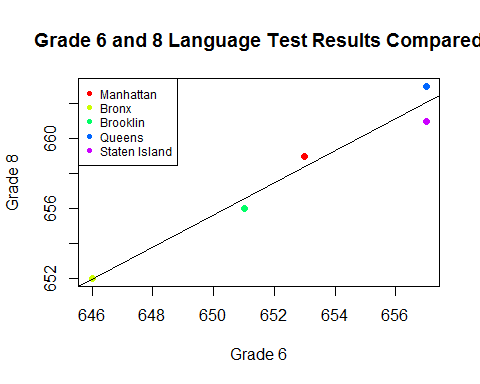 Grade 6 and 8 Language Test Results Compared
Manhattan
Bronx
Brooklin
Queens
Staten Island
Grade 8
660
656
652
646 648 650 652 654 656
Grade 6